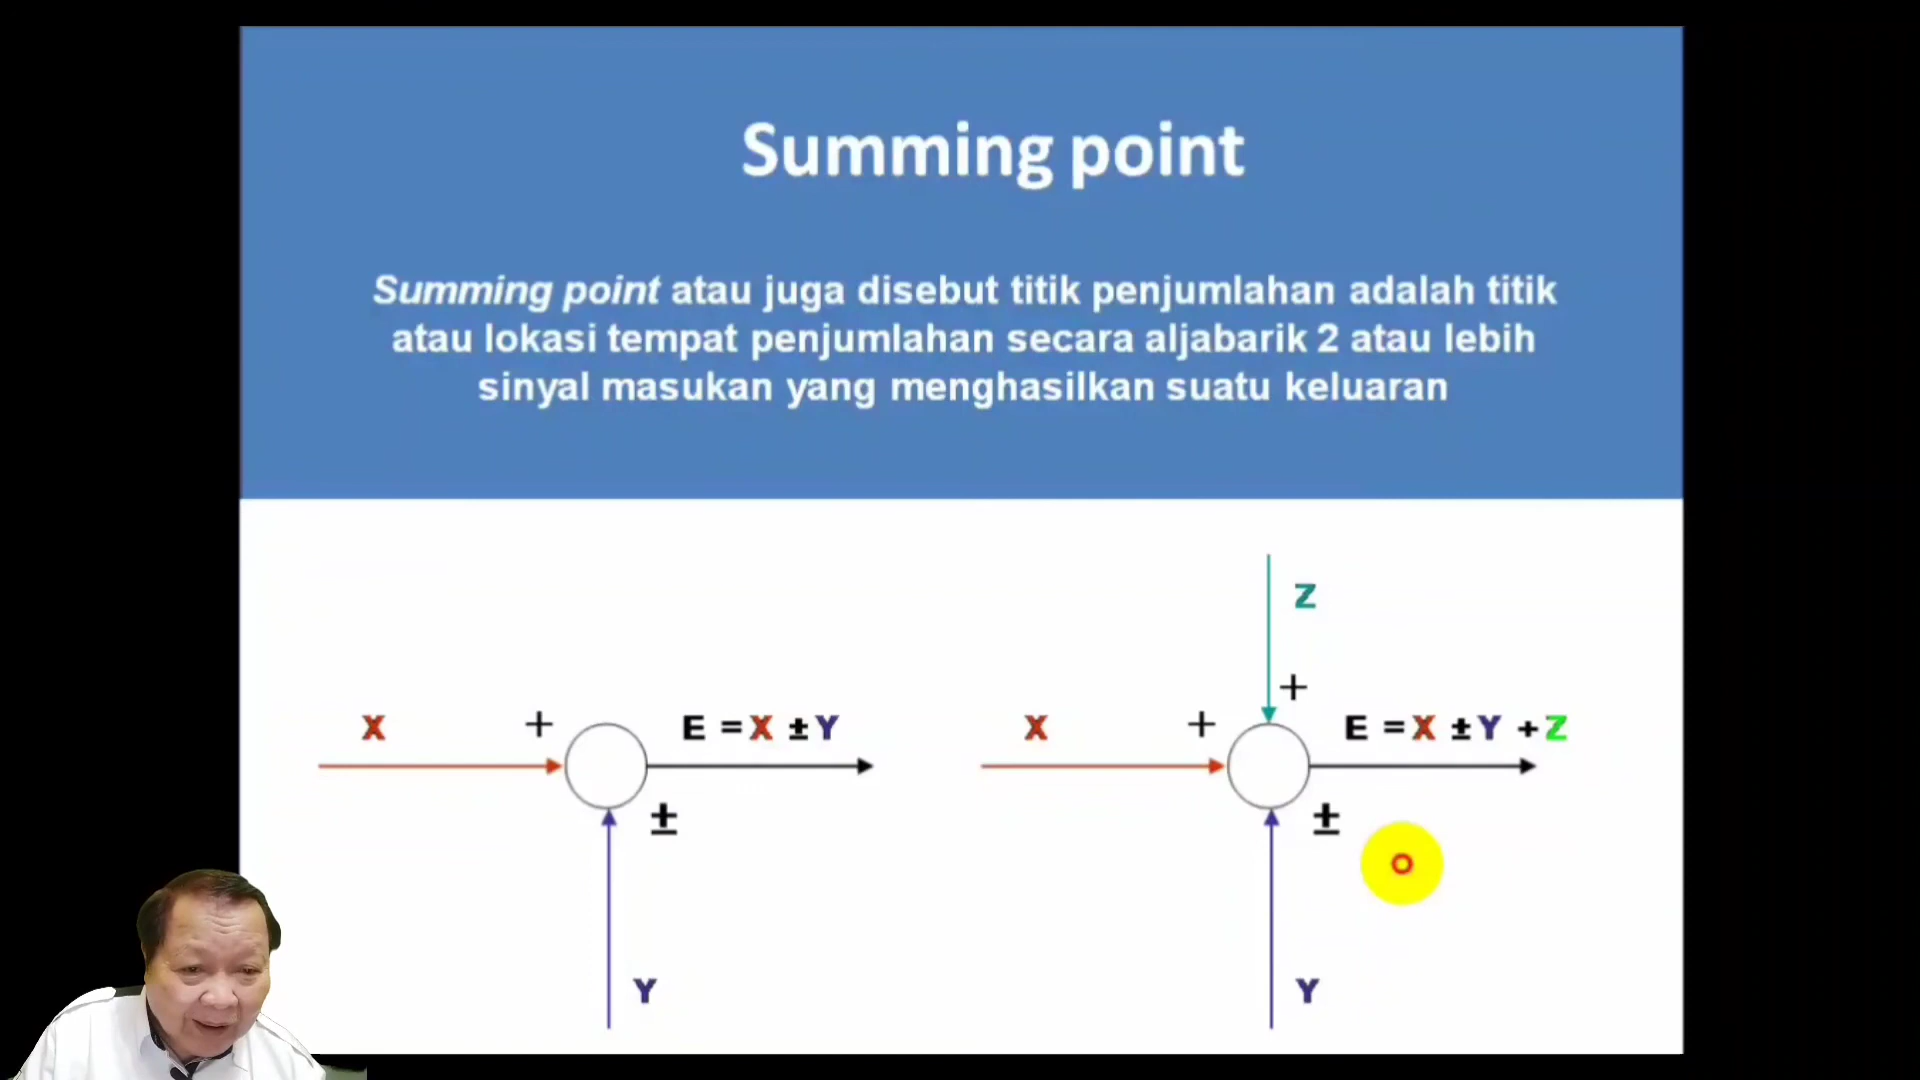 Summing point
Summing point atau juga disebut titik penjumlahan adalah titik
atau lokasi tempat penjumlahan secara aljabarik 2 atau lebih
sinyal masukan yang menghasilkan suatu keluaran
X + E = X ± Y
±
Y
Z
+
X + E = X ± Y + Z
±
Y